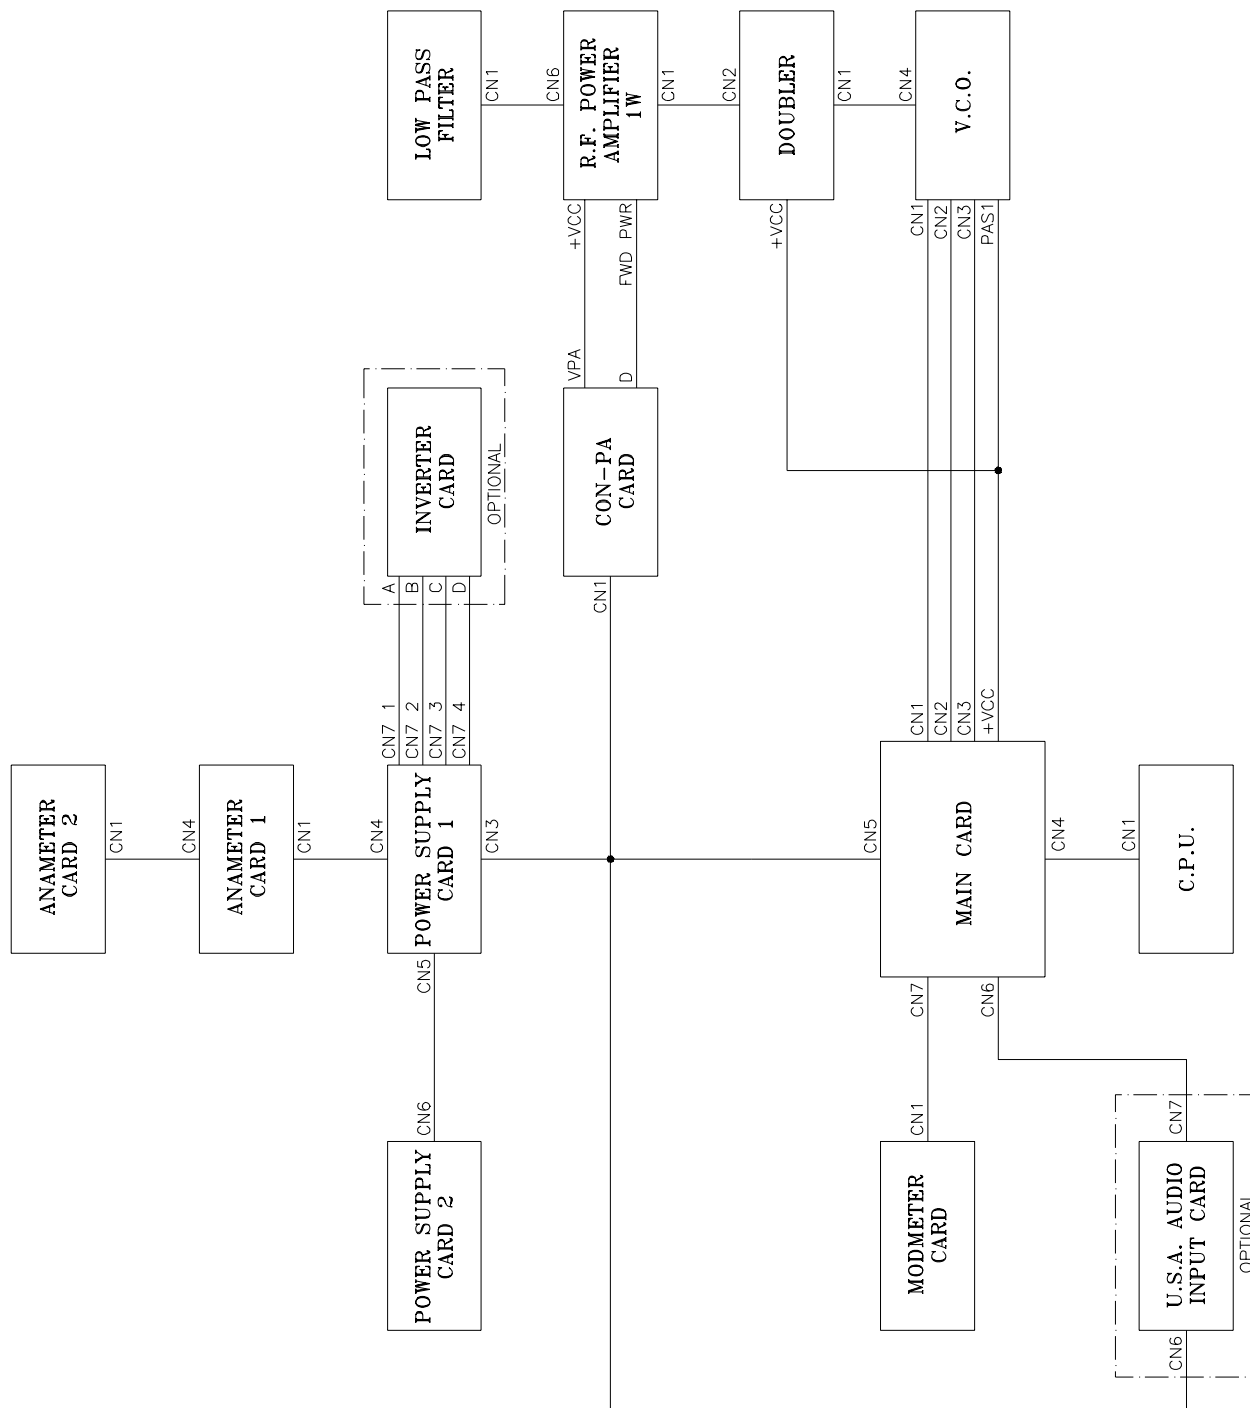 LOW PASS
FILTER
CN1
CN6
R.F. POWER
AMPLIFIER
1W
CN1
CN2
DOUBLER
CN1
CN4
V.C.O.
+VCC
FWD PWR
+VCC
CN1
CN2
CN3
PAS1
VPA
D
INVERTER
CARD
OPTIONAL
A
B
C
D
CON-PA
CARD
CN1
CN7 1
CN7 2
CN7 3
CN7 4
CN1
CN2
CN3
+VCC
ANAMETER
CARD 2
CN1
CN4
ANAMETER
CARD 1
CN1
CN4
POWER SUPPLY
CARD 1
CN3
CN5
CN5
MAIN CARD
CN4
CN1
C.P.U.
CN7
CN6
CN6
POWER SUPPLY
CARD 2
CN1
MODMETER
CARD
CN7
U.S.A. AUDIO
INPUT CARD
OPTIONAL
CN6